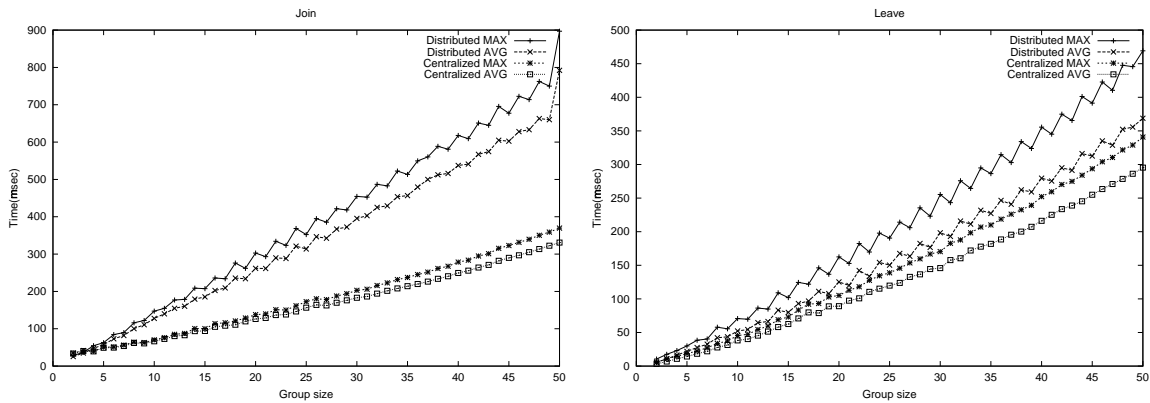 Join
900
800
700
600
500
400
300
200
100
0
Time(msec)
Distributed MAX
Distributed AVG
Centralized MAX
Centralized AVG
0 5 10 15 20 25 30 35 40 45 50
Group size
Leave
500
450
400
350
300
250
200
150
100
50
0
Time(msec)
Distributed MAX
Distributed AVG
Centralized MAX
Centralized AVG
0 5 10 15 20 25 30 35 40 45 50
Group size